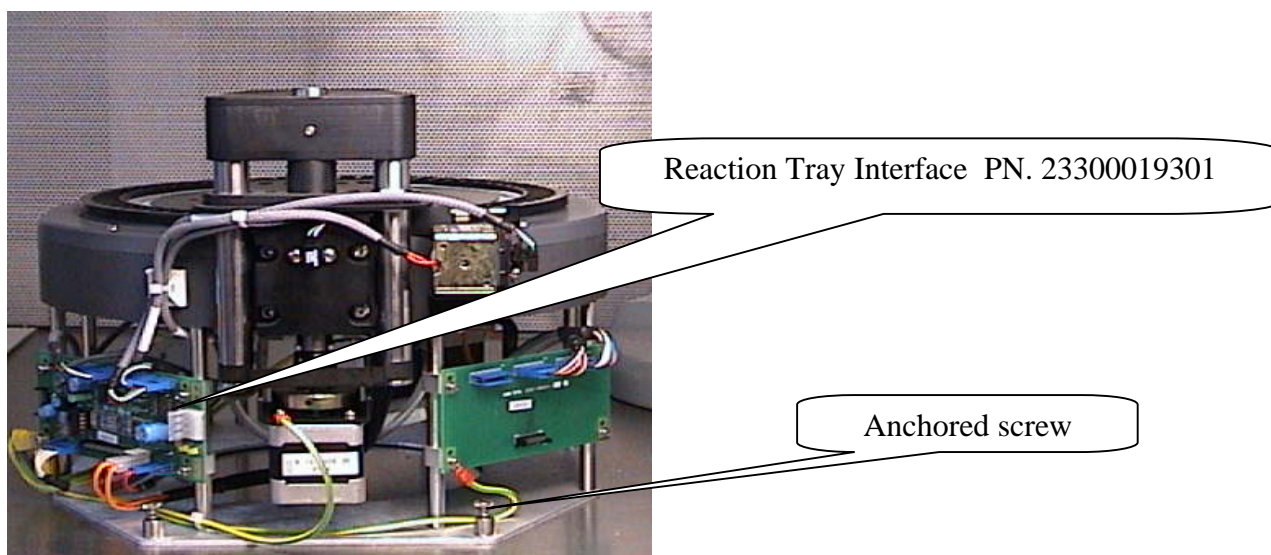 Reaction Tray Interface PN. 23300019301
Anchored screw